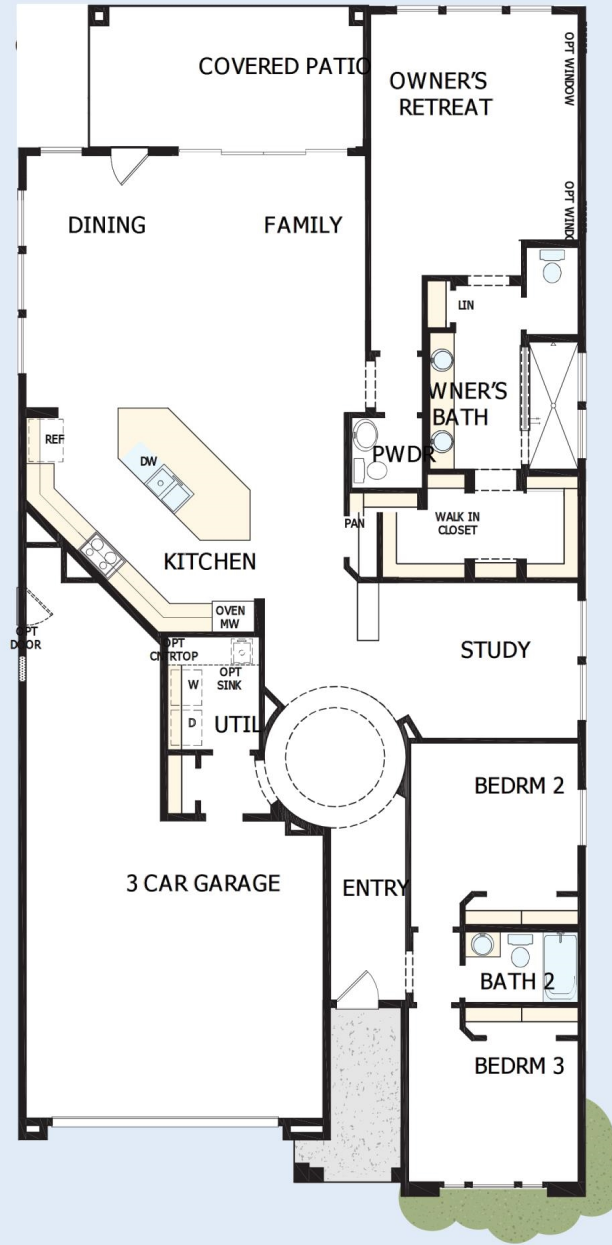 COVERED PATIO
OWNER'S
RETREAT
OPT WINDOW
DINING
FAMILY
OPT WINDO
LIN
WNER'S
BATH
REF
DW
PWDR
PAN
WALK IN
CLOSET
KITCHEN
OVEN
MW
OPT
DOOR
OPT
CNTRTOP
OPT
SINK
W
D
UTIL
STUDY
BEDRM 2
3 CAR GARAGE
ENTRY
BATH 2
BEDRM 3